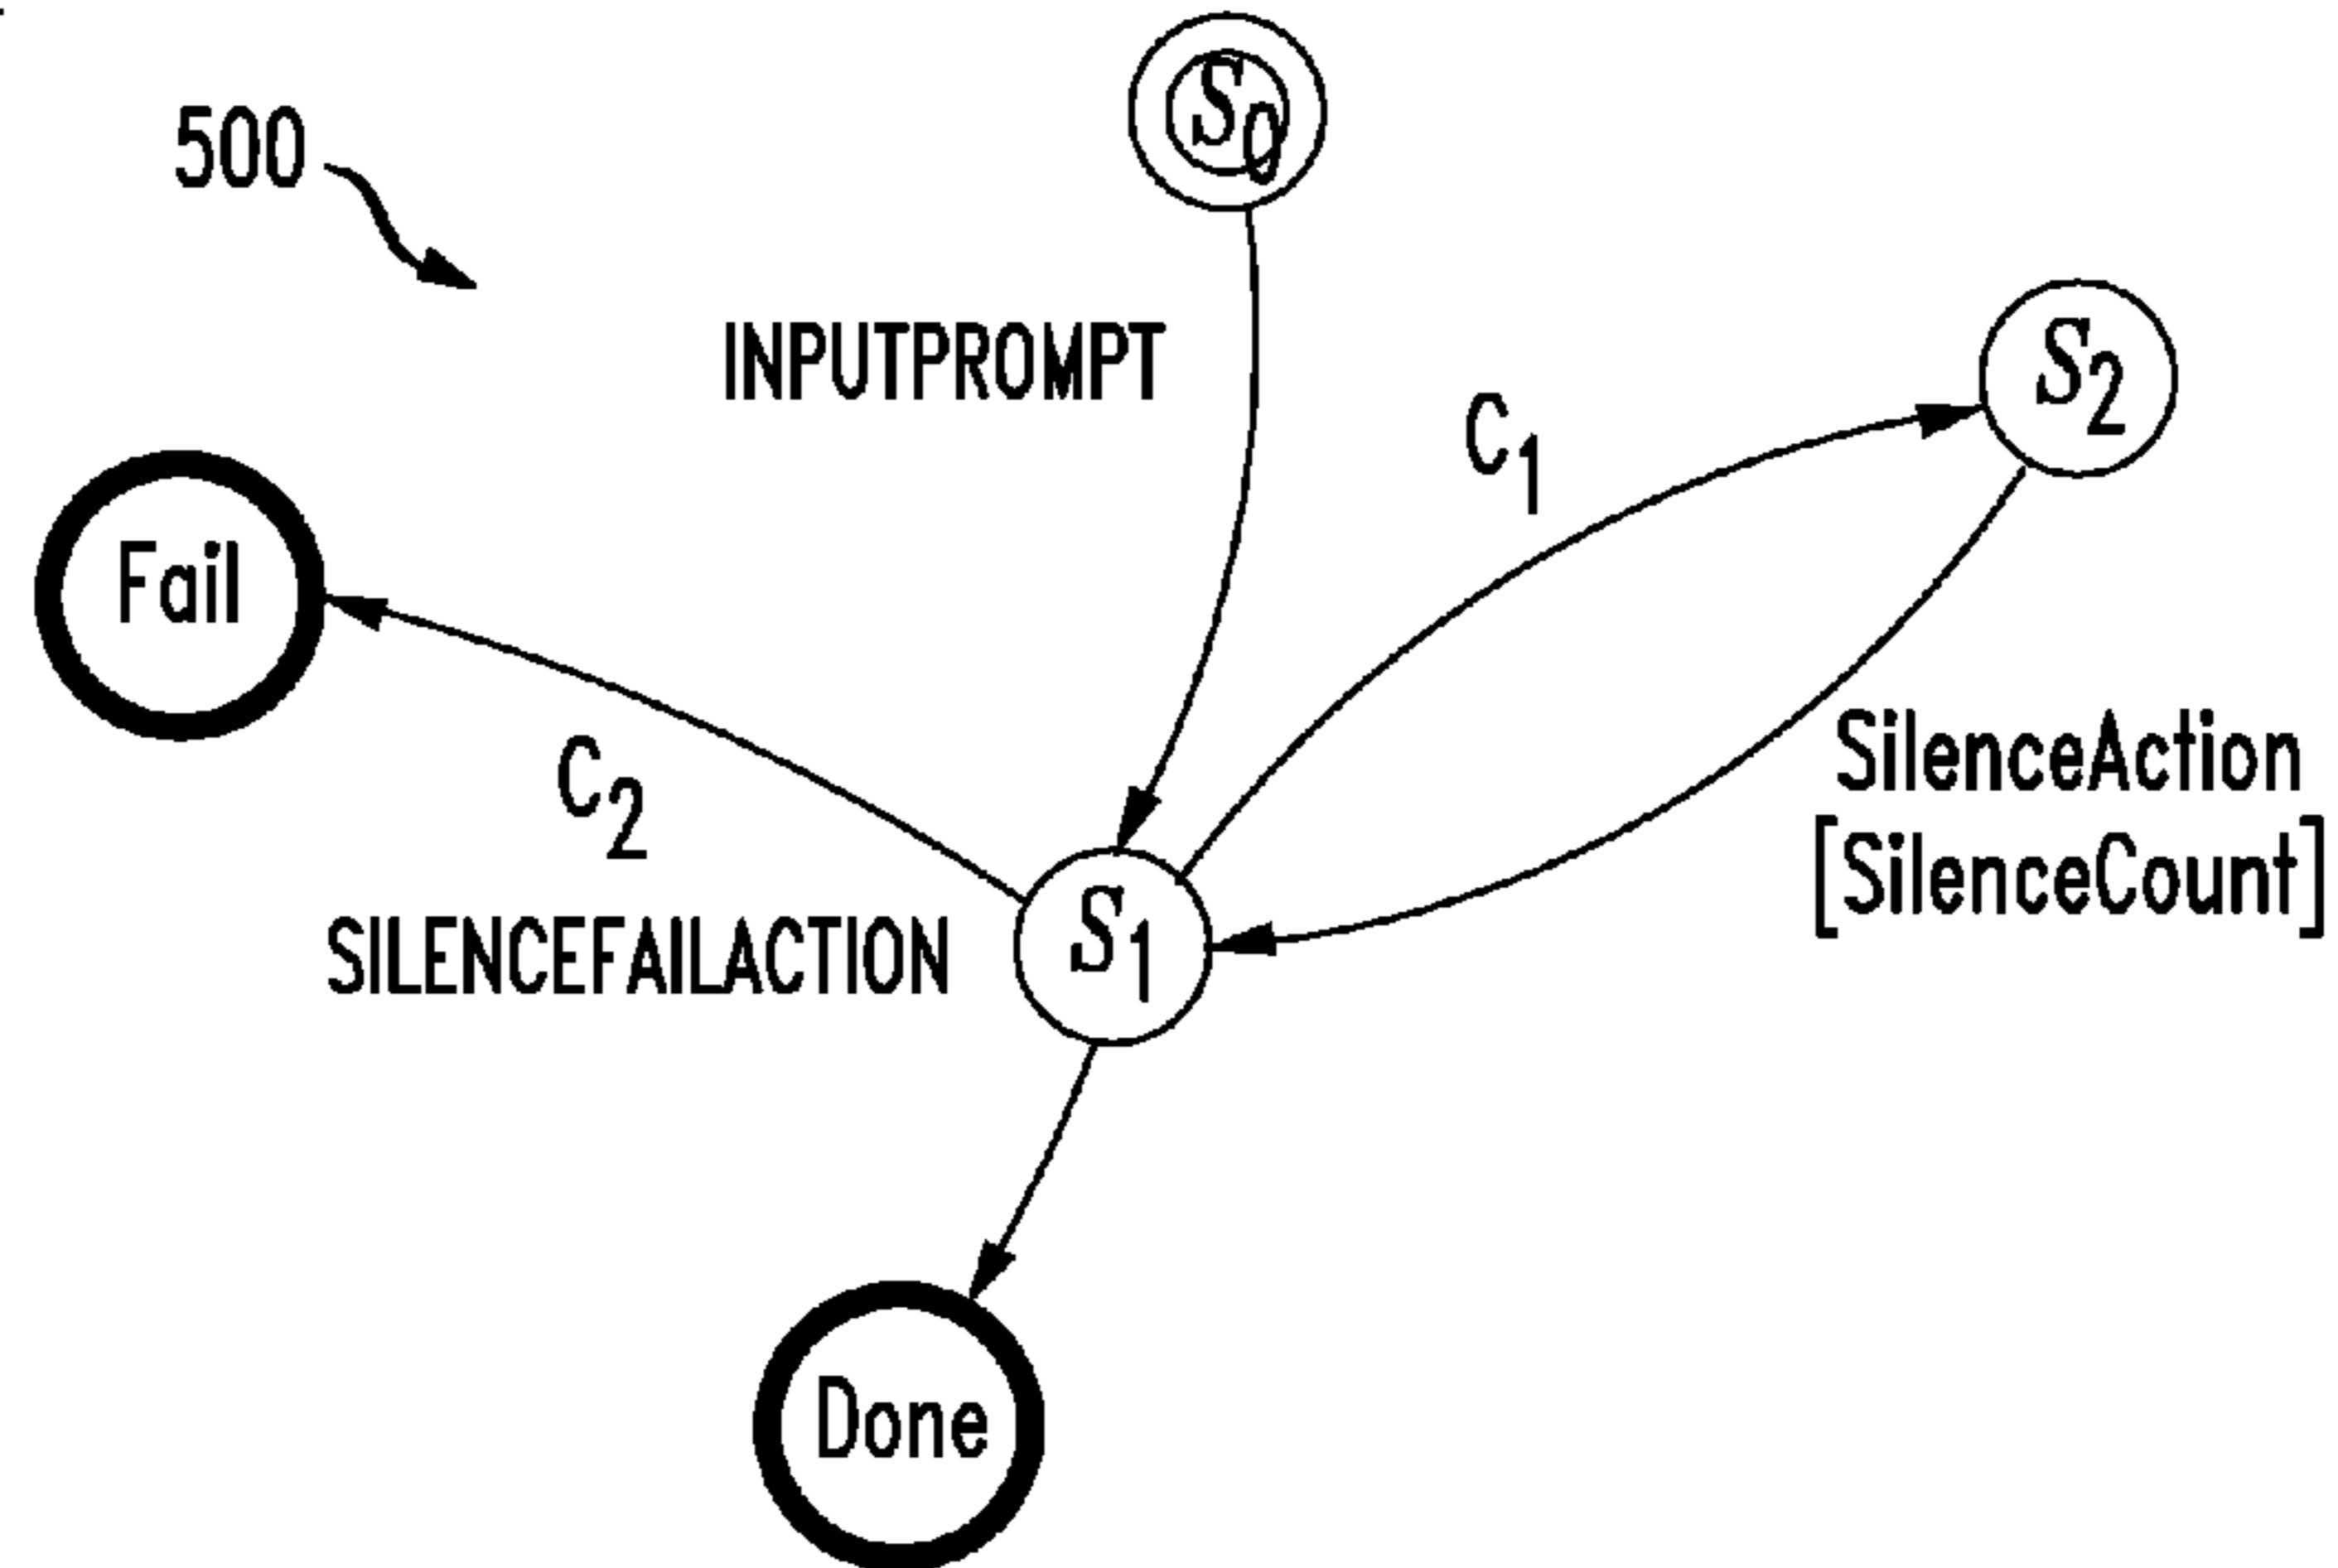 S0
500
INPUTPROMPT
S2
C1
Fail
C2
SilenceAction
[SilenceCount]
SILENCEFAILACTION
S1
Done